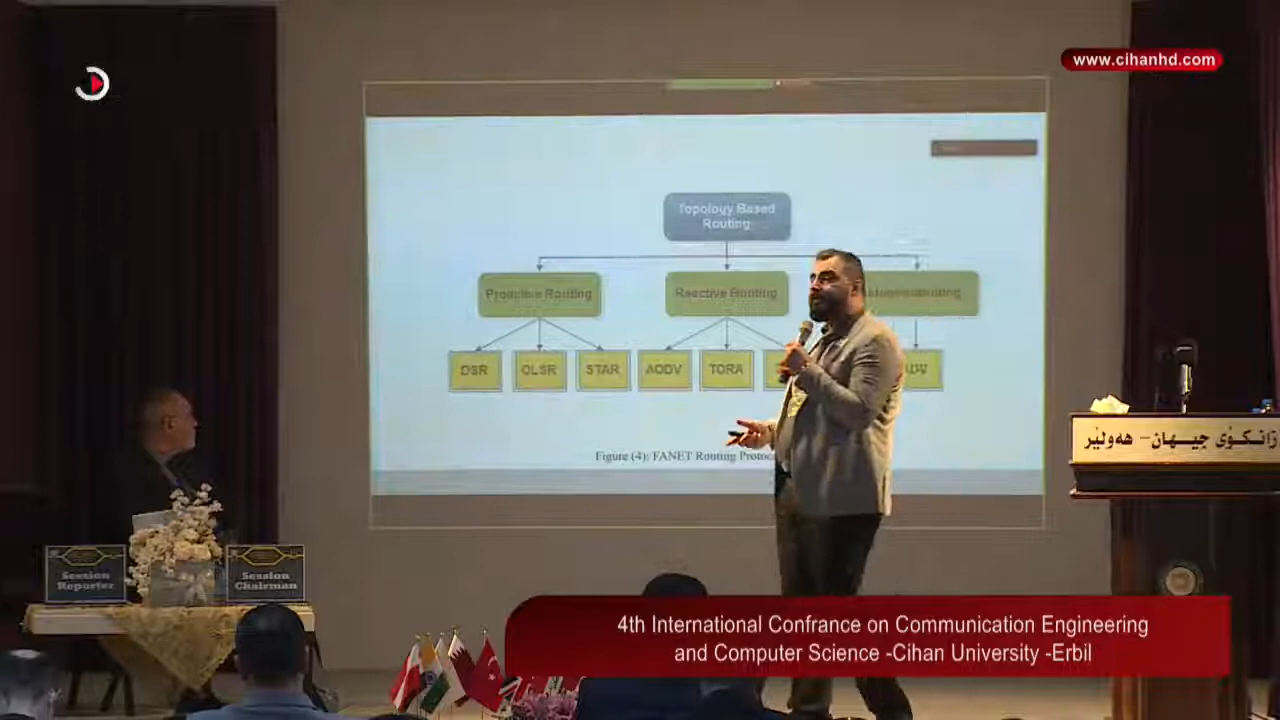 www.cihanhd.com
Topology Based
Routing
Proactive Routing
Reactive Routing
DSR
OLSR
STAR
AODV
TORA
Figure (4): FANET Routing
زانکۆی جیهان - هەولێر
Session
Reporter
Session
Chairman
4th International Confrance on Communication Engineering
and Computer Science -Cihan University -Erbil